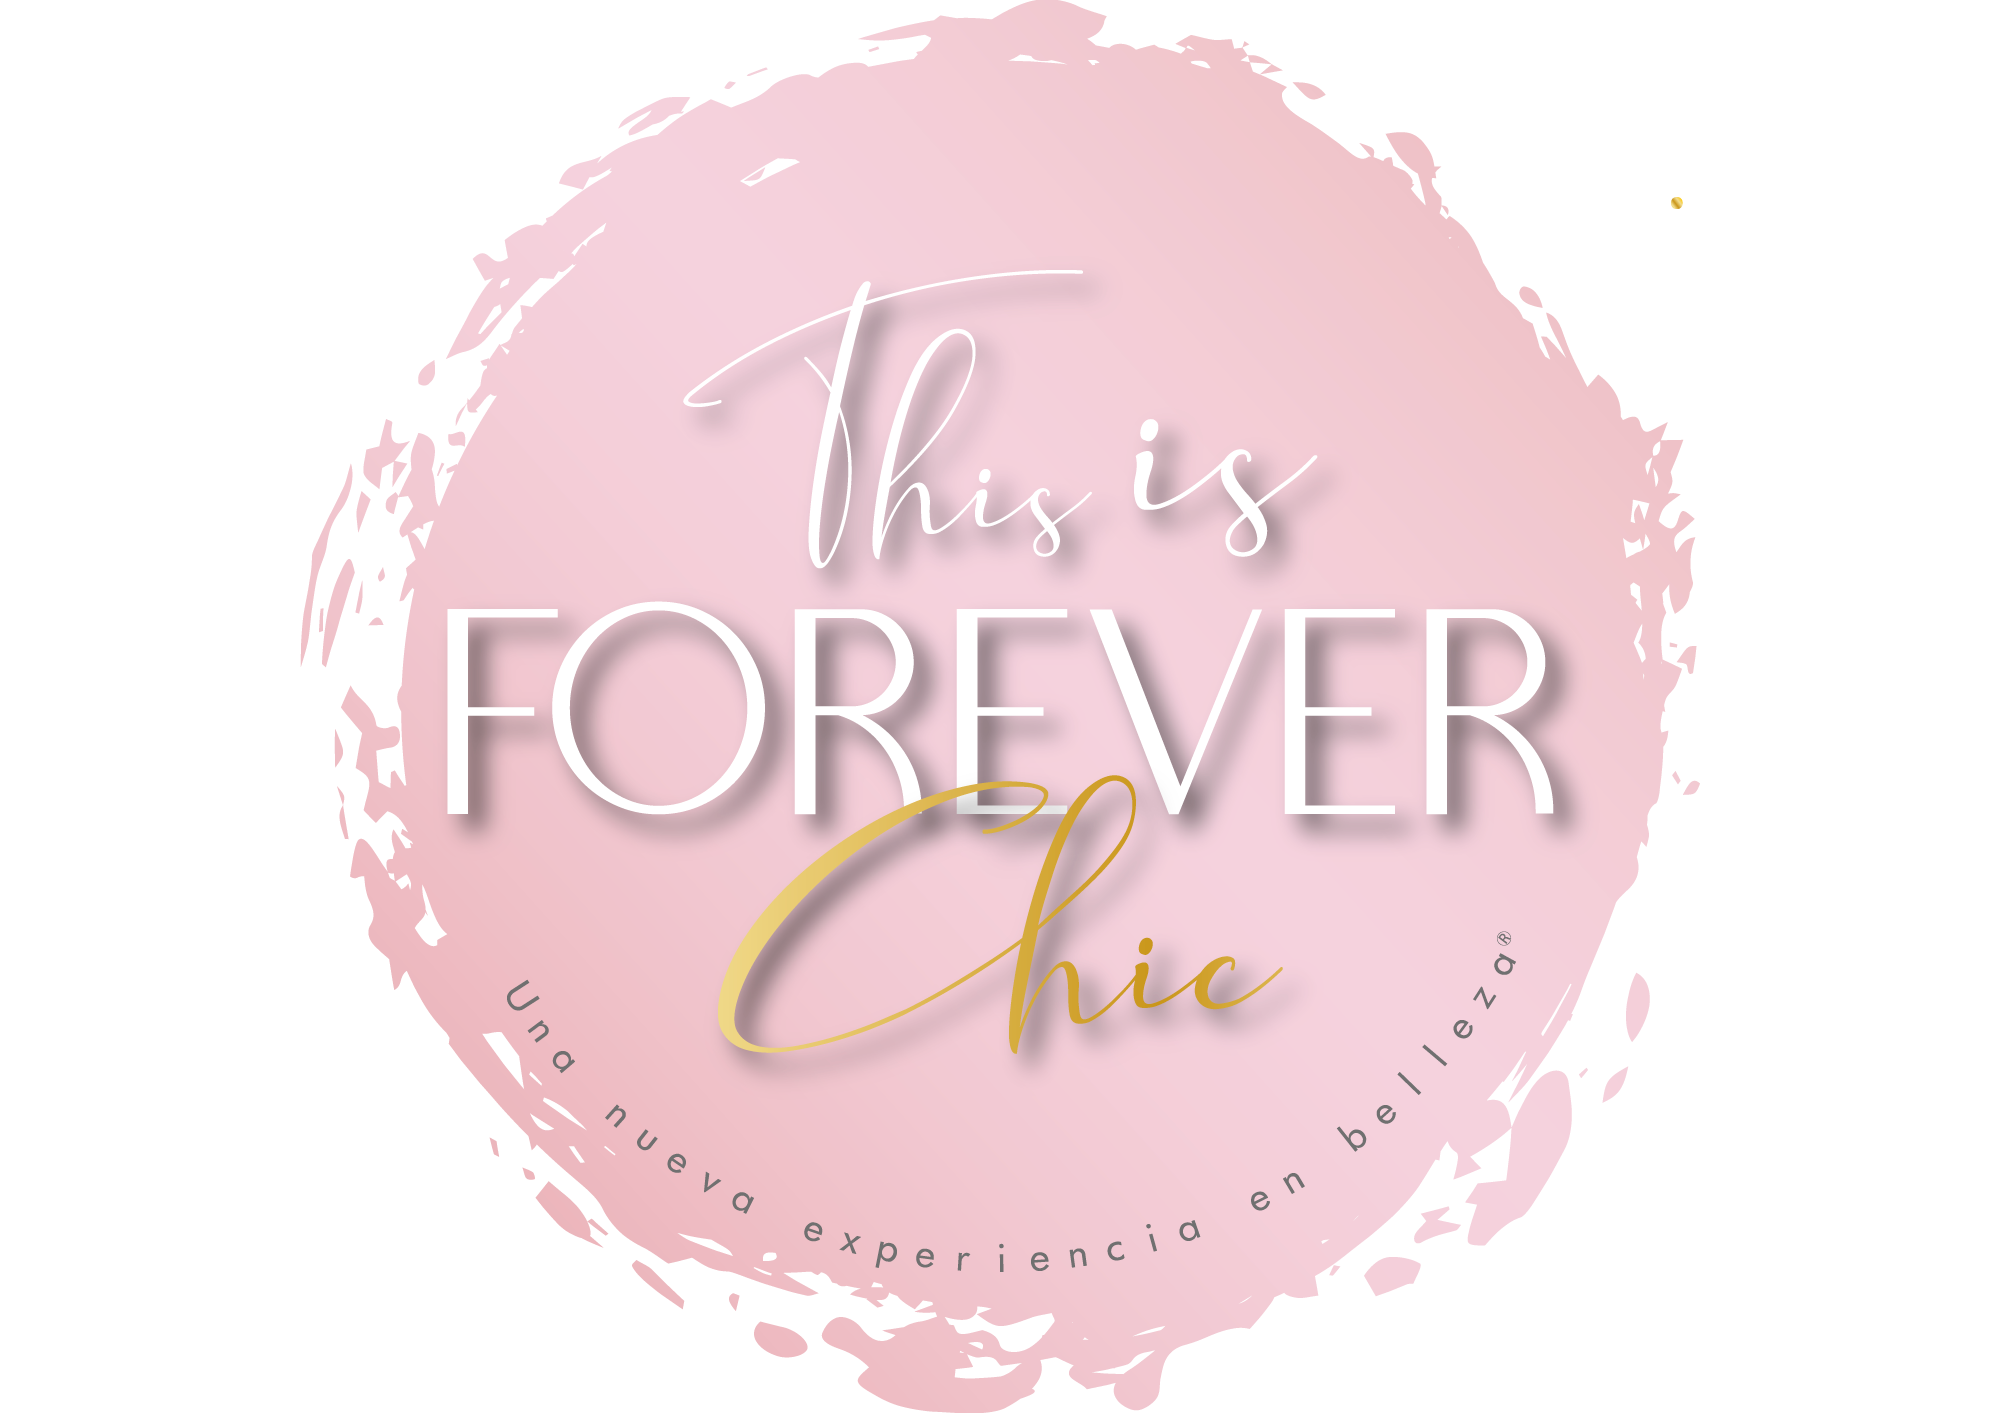 This is
FOREVER
Chic
Una nueva experiencia en belleza®